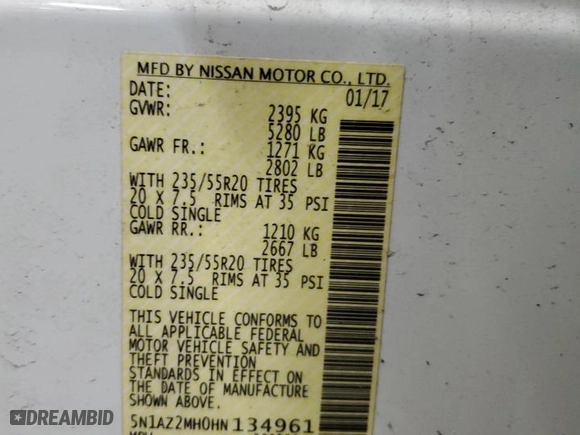 MFD BY NISSAN MOTOR CO., LTD.
DATE: 01/17
GVWR: 2395 KG
5280 LB
GAWR FR.: 1271 KG
2802 LB
WITH 235/55R20 TIRES
20 X 7.5 RIMS AT 35 PSI
COLD SINGLE
GAWR RR.: 1210 KG
2667 LB
WITH 235/55R20 TIRES
20 X 7.5 RIMS AT 35 PSI
COLD SINGLE
THIS VEHICLE CONFORMS TO
ALL APPLICABLE FEDERAL
MOTOR VEHICLE SAFETY AND
THEFT PREVENTION
STANDARDS IN EFFECT ON
THE DATE OF MANUFACTURE
SHOWN ABOVE.
5N1AZ2MH0HN134961
MPV
DREAMBID